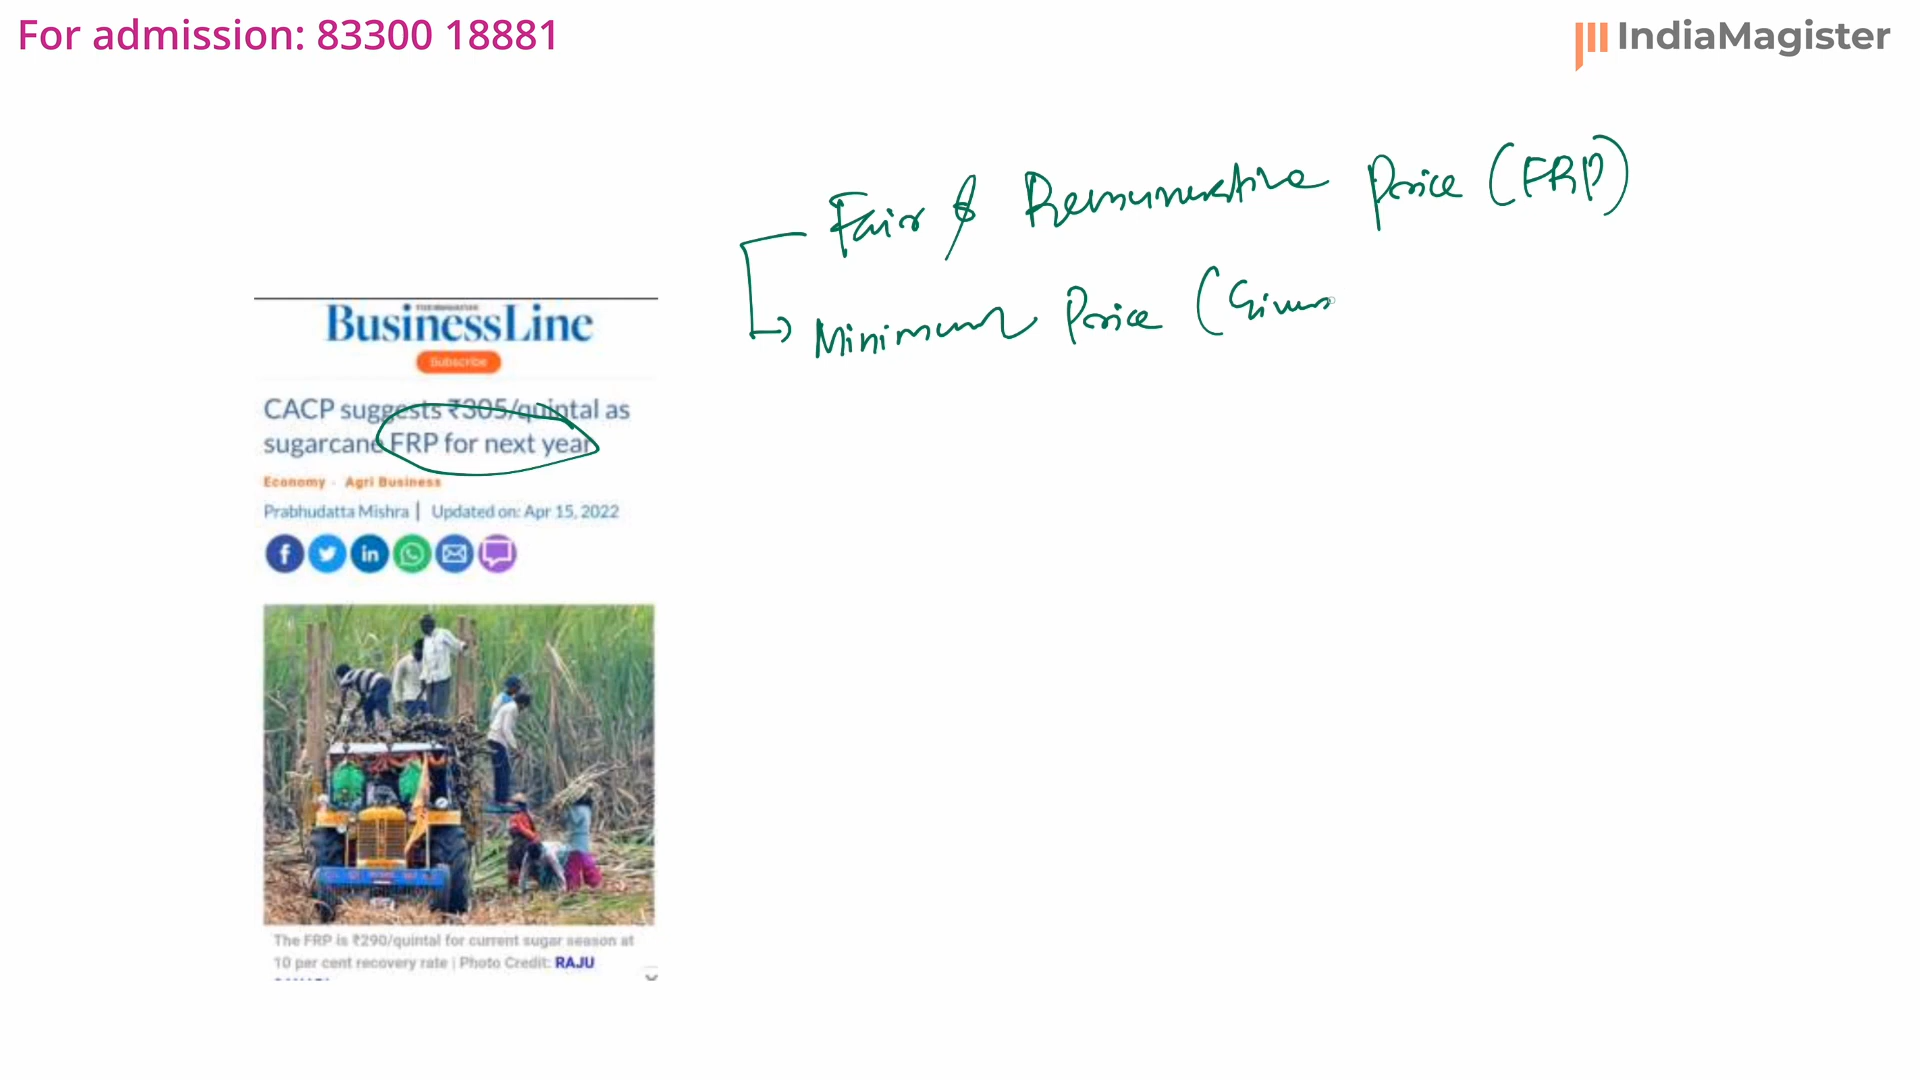 For admission: 83300 18881
IndiaMagister
Fair & Remunerative Price (FRP)
Minimum Price (Given
BusinessLine
Subscribe
CACP suggests ₹305/quintal as
sugarcane FRP for next year
Economy - Agri Business
Prabhudatta Mishra | Updated on: Apr 15, 2022
The FRP is ₹290/quintal for current sugar season at
10 per cent recovery rate | Photo Credit: RAJU